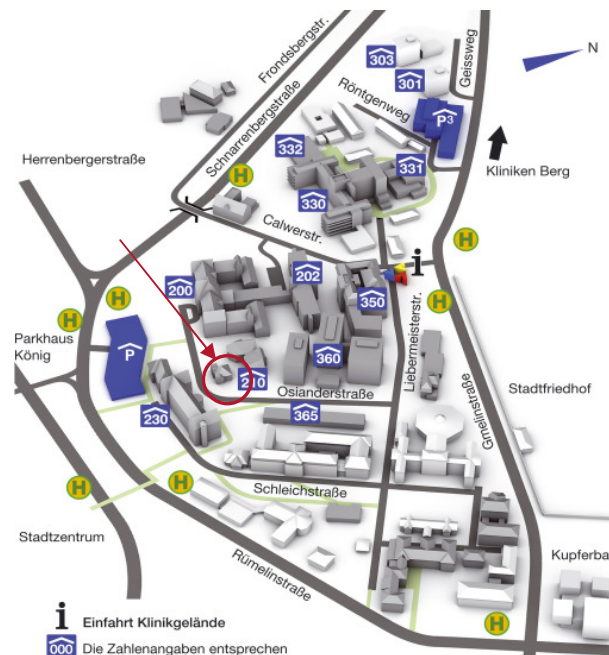 Frondsbergstr.
303
Geissweg
301
N
Röntgenweg
P3
Schnarrenbergstraße
332
Herrenbergerstraße
331
Kliniken Berg
H
330
Calwerstr.
H
i
200
202
H
H
350
H
Liebermeisterstr.
Parkhaus
König
P
360
210
Osianderstraße
Gmelinstraße
Stadtfriedhof
230
365
H
H
Schleichstraße
Stadtzentrum
Rümelinstraße
Kupferba
H
i Einfahrt Klinikgelände
000 Die Zahlenangaben entsprechen